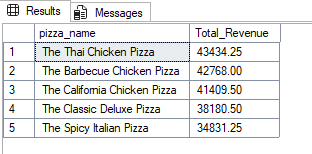 Results Messages
pizza_name Total_Revenue
1 The Thai Chicken Pizza 43434.25
2 The Barbecue Chicken Pizza 42768.00
3 The California Chicken Pizza 41409.50
4 The Classic Deluxe Pizza 38180.50
5 The Spicy Italian Pizza 34831.25